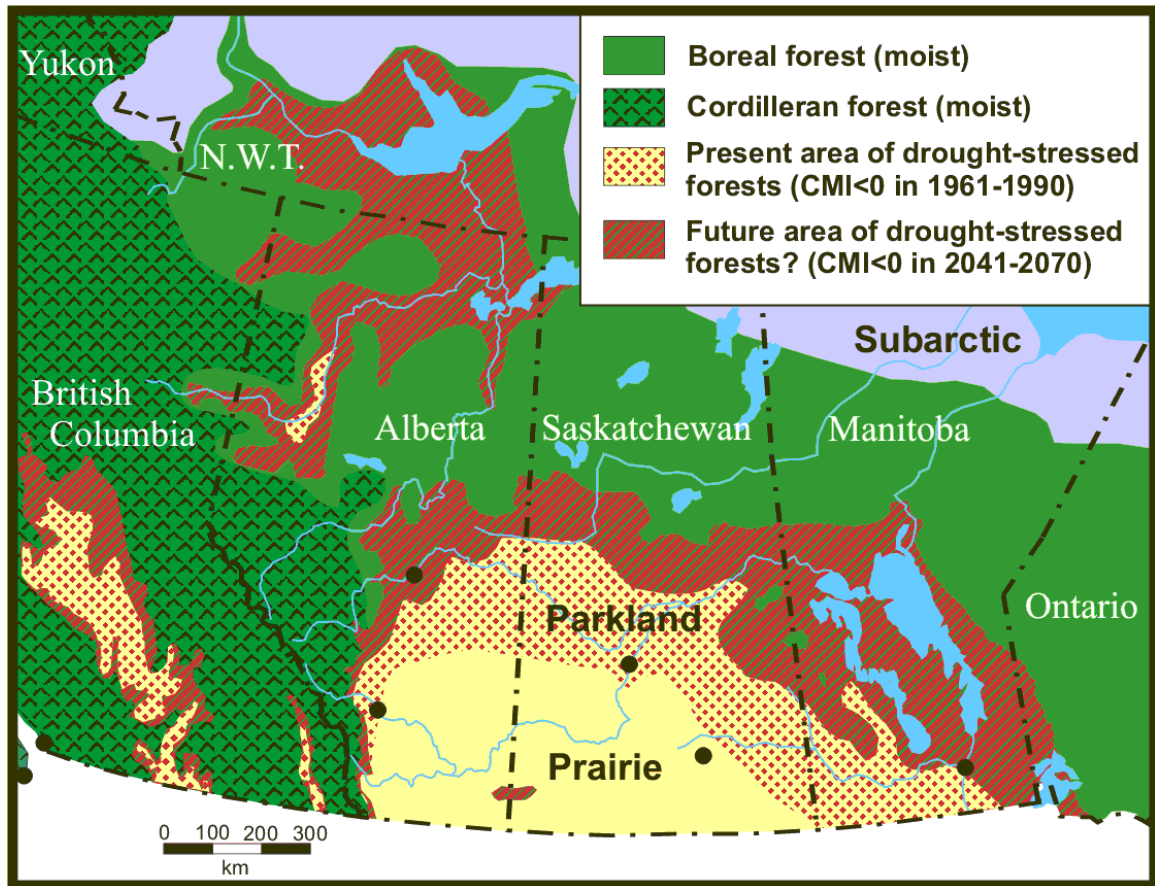 Yukon
N.W.T.
Boreal forest (moist)
Cordilleran forest (moist)
Present area of drought-stressed
forests (CMI<0 in 1961-1990)
Future area of drought-stressed
forests? (CMI<0 in 2041-2070)
Subarctic
British
Columbia
Alberta
Saskatchewan
Manitoba
Ontario
Parkland
Prairie
0 100 200 300
km